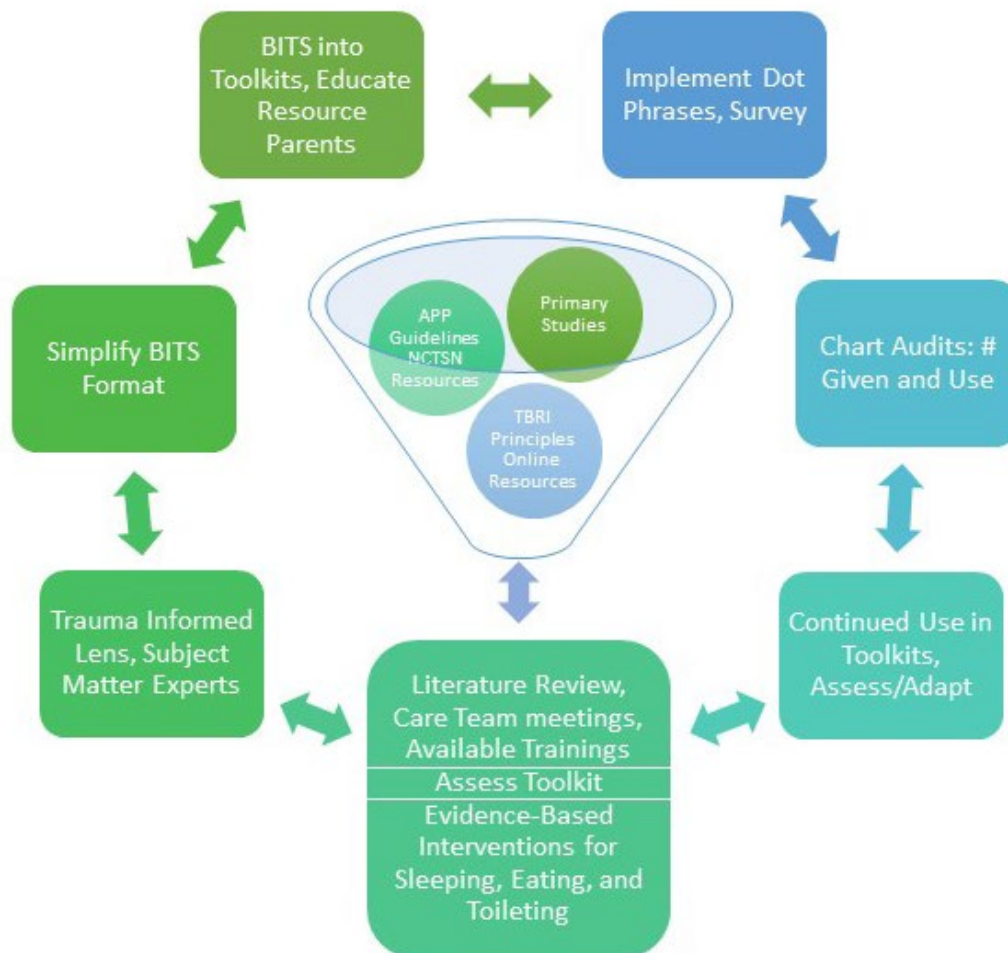 BITS into
Toolkits, Educate
Resource
Parents
Implement Dot
Phrases, Survey
Simplify BITS
Format
APP
Guidelines
NCTSN
Resources
Primary
Studies
TBRI
Principles
Online
Resources
Chart Audits: #
Given and Use
Trauma Informed
Lens, Subject
Matter Experts
Literature Review,
Care Team meetings,
Available Trainings
Assess Toolkit
Evidence-Based
Interventions for
Sleeping, Eating, and
Toileting
Continued Use in
Toolkits,
Assess/Adapt